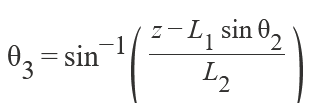 θ₃ = sin⁻¹( (z − L₁ sin θ₂) / L₂ )